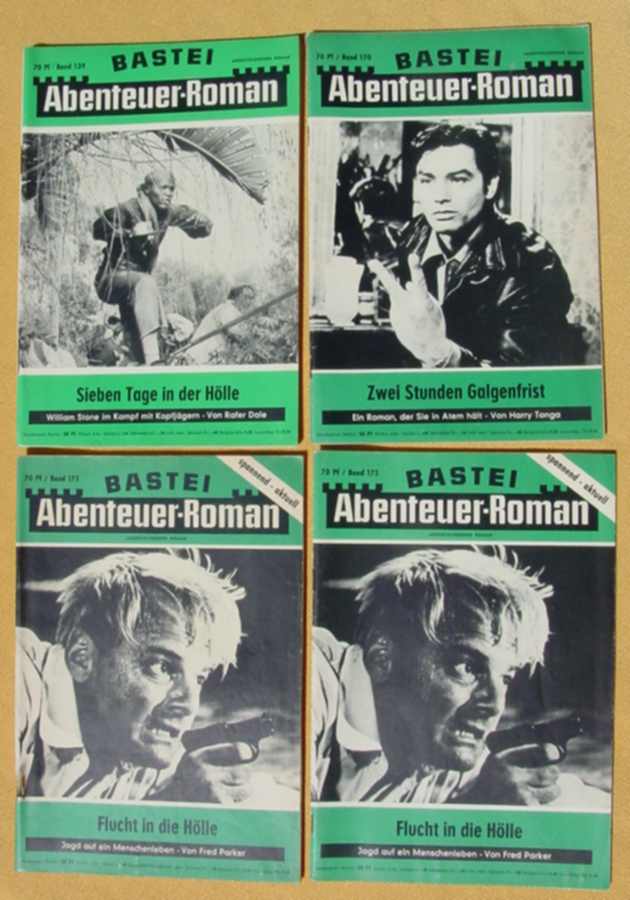 70 Pf / Band 139
BASTEI
Abenteuer-Roman
Sieben Tage in der Hölle
William Stone im Kampf mit Kopfjägern - Von Rafer Dale
70 Pf / Band 170
BASTEI
Abenteuer-Roman
Zwei Stunden Galgenfrist
Ein Roman, der Sie in Atem hält - Von Harry Tonga
70 Pf / Band 175
BASTEI
spannend - aktuell
Abenteuer-Roman
Flucht in die Hölle
Jagd auf ein Menschenleben - Von Fred Parker
70 Pf / Band 175
BASTEI
spannend - aktuell
Abenteuer-Roman
Flucht in die Hölle
Jagd auf ein Menschenleben - Von Fred Parker